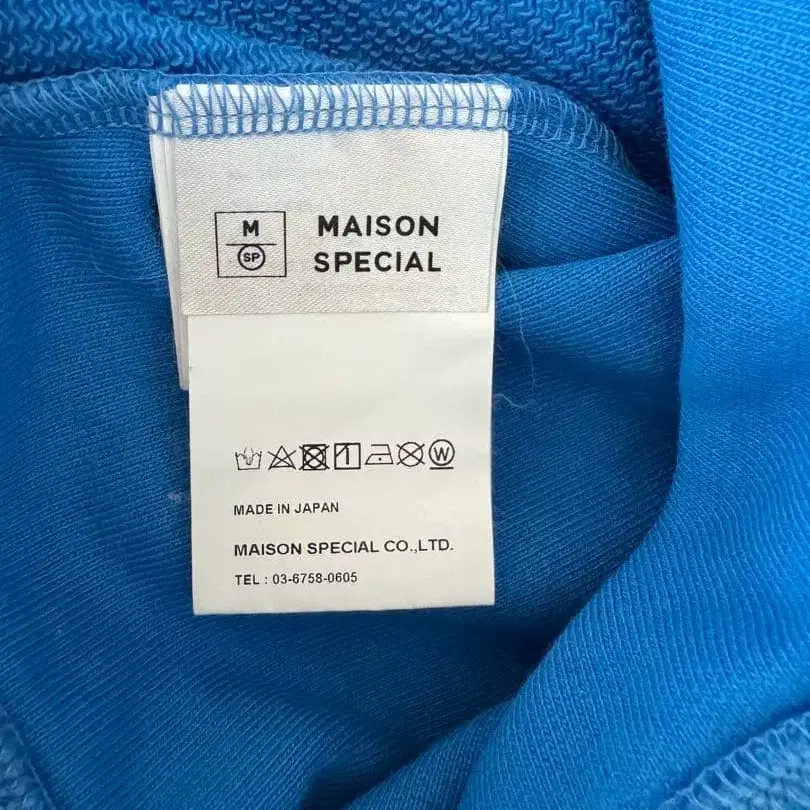 M
SP
MAISON
SPECIAL
W
MADE IN JAPAN
MAISON SPECIAL CO.,LTD.
TEL : 03-6758-0605